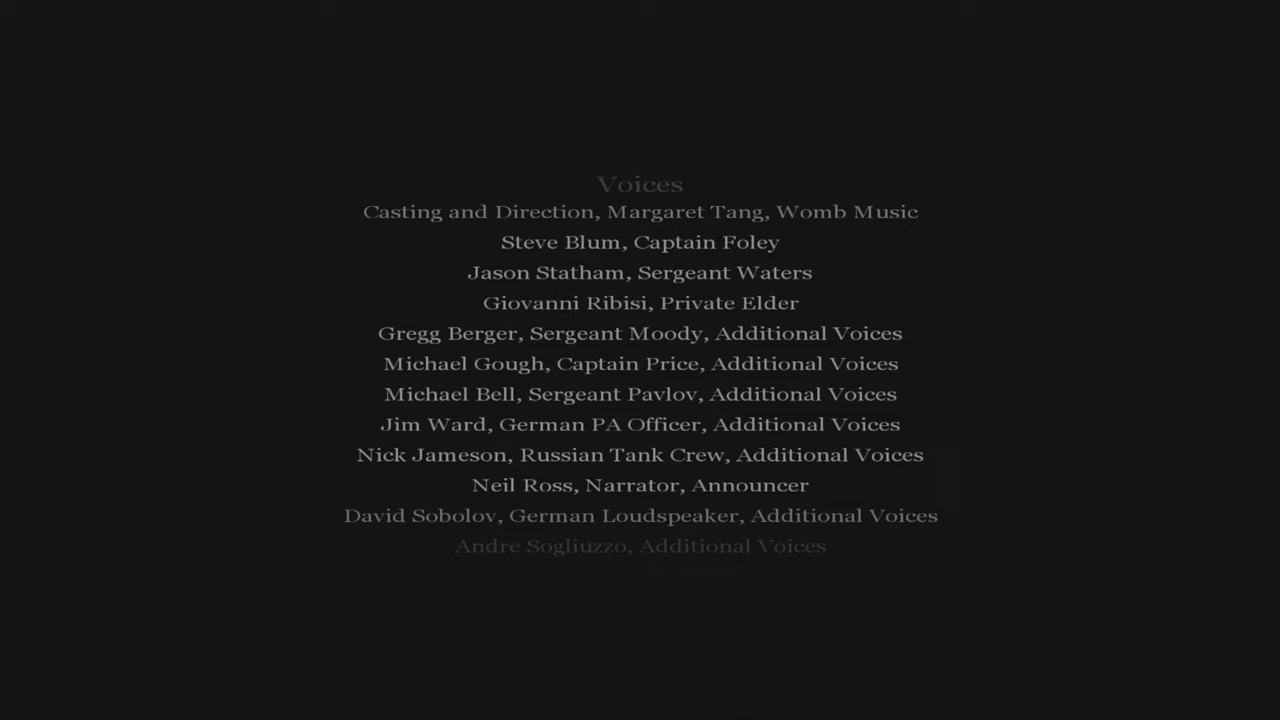 Voices
Casting and Direction, Margaret Tang, Womb Music
Steve Blum, Captain Foley
Jason Statham, Sergeant Waters
Giovanni Ribisi, Private Elder
Gregg Berger, Sergeant Moody, Additional Voices
Michael Gough, Captain Price, Additional Voices
Michael Bell, Sergeant Pavlov, Additional Voices
Jim Ward, German PA Officer, Additional Voices
Nick Jameson, Russian Tank Crew, Additional Voices
Neil Ross, Narrator, Announcer
David Sobolov, German Loudspeaker, Additional Voices
Andre Sogliuzzo, Additional Voices